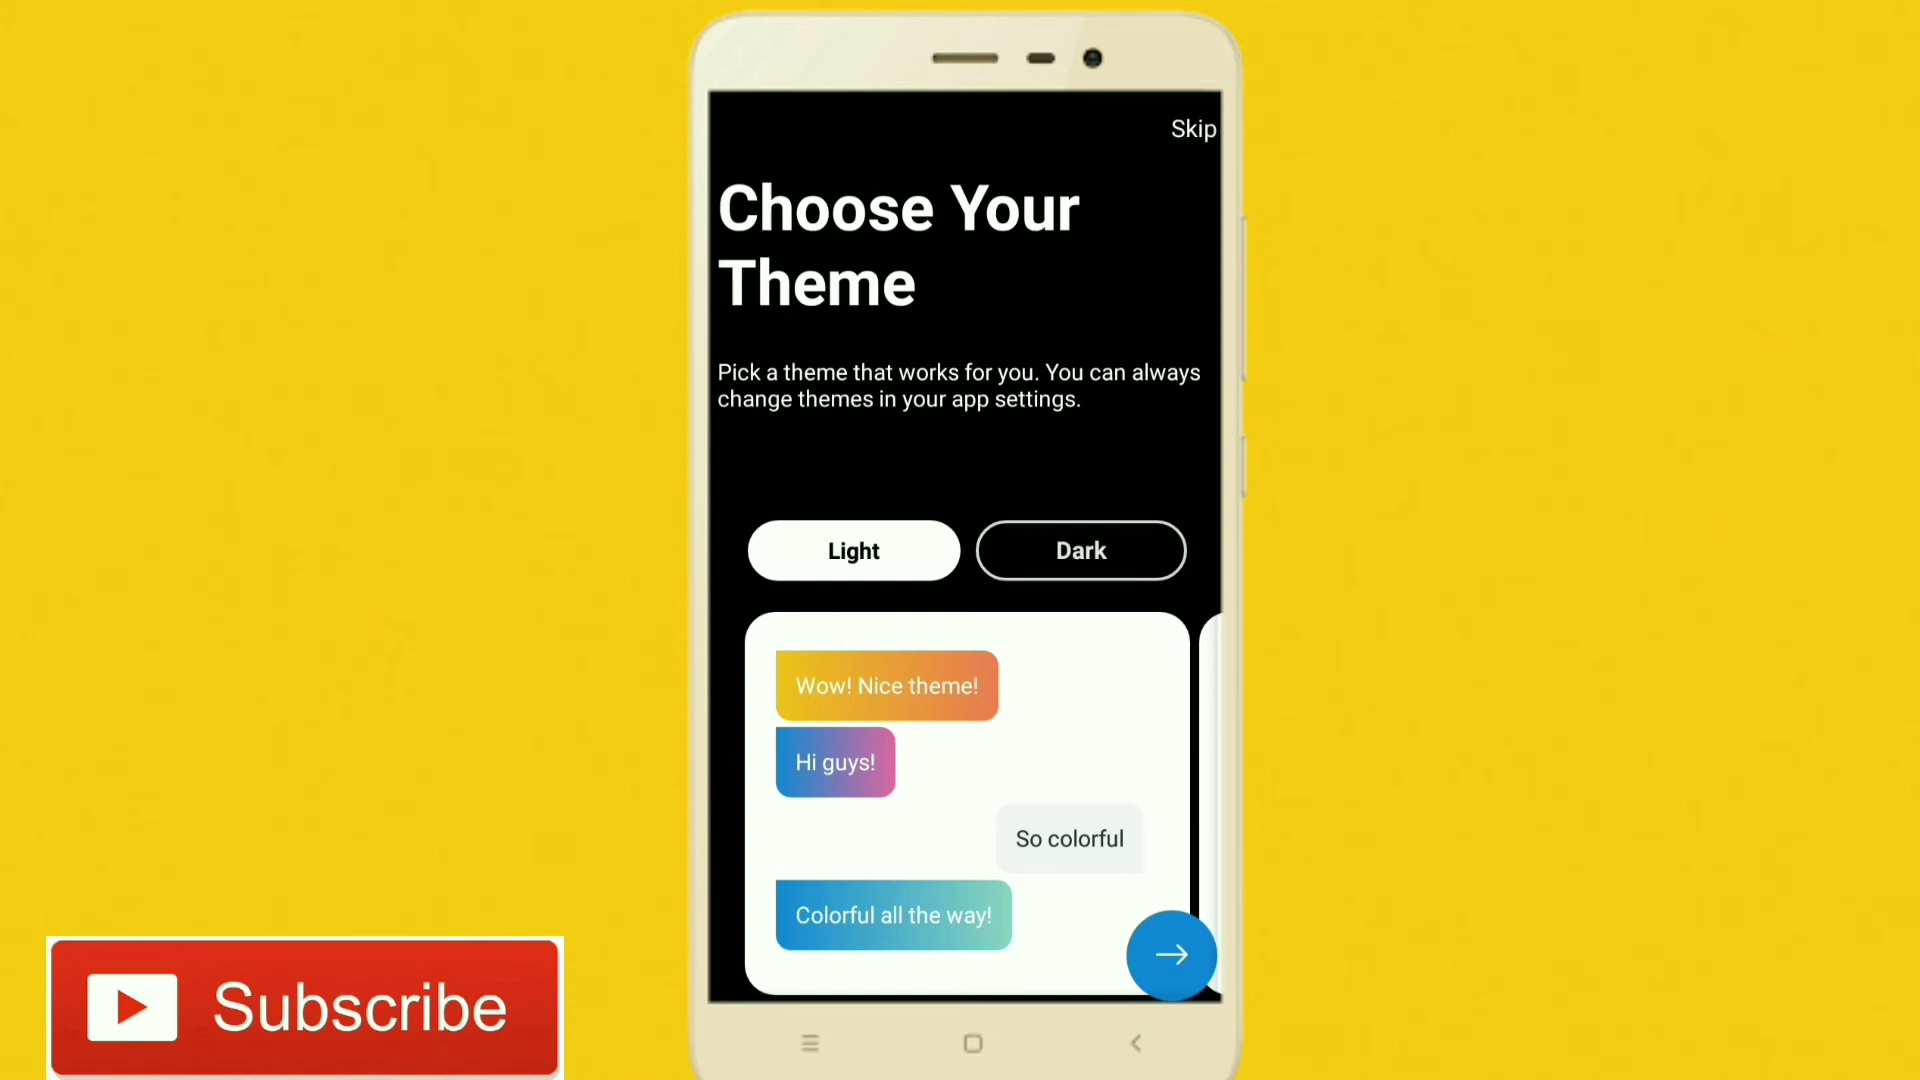 Skip
Choose Your
Theme
Pick a theme that works for you. You can always
change themes in your app settings.
Light
Dark
Wow! Nice theme!
Hi guys!
So colorful
Colorful all the way!
Subscribe